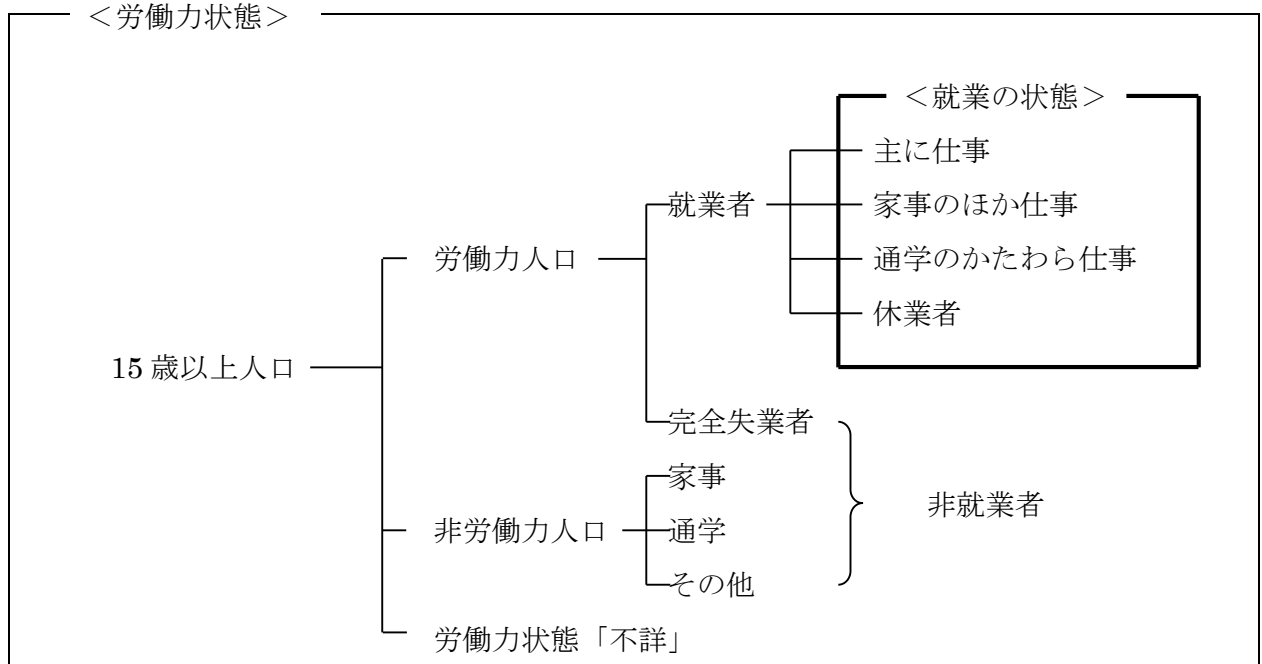 ＜労働力状態＞
＜就業の状態＞
主に仕事
就業者
家事のほか仕事
労働力人口
通学のかたわら仕事
休業者
15歳以上人口
完全失業者
家事
非就業者
非労働力人口
通学
その他
労働力状態「不詳」